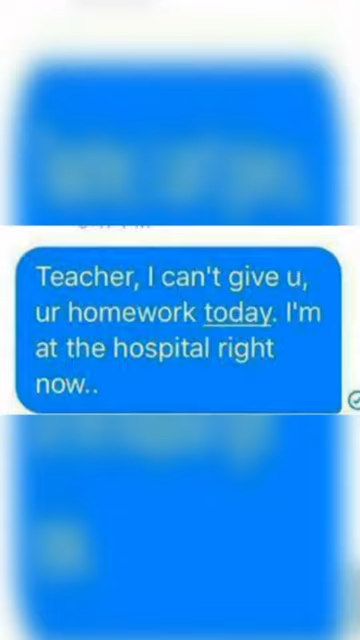 Teacher, I can't give u,
ur homework today. I'm
at the hospital right
now..